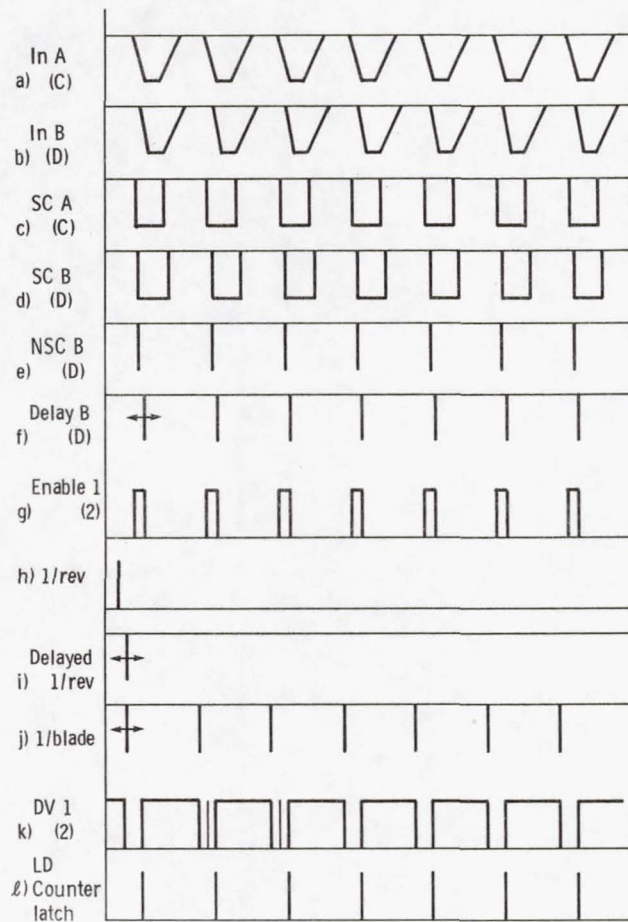 In A
a) (C)
In B
b) (D)
SC A
c) (C)
SC B
d) (D)
NSC B
e) (D)
Delay B
f) (D)
Enable 1
g) (2)
h) 1/rev
Delayed
i) 1/rev
j) 1/blade
DV 1
k) (2)
LD
ℓ) Counter
latch